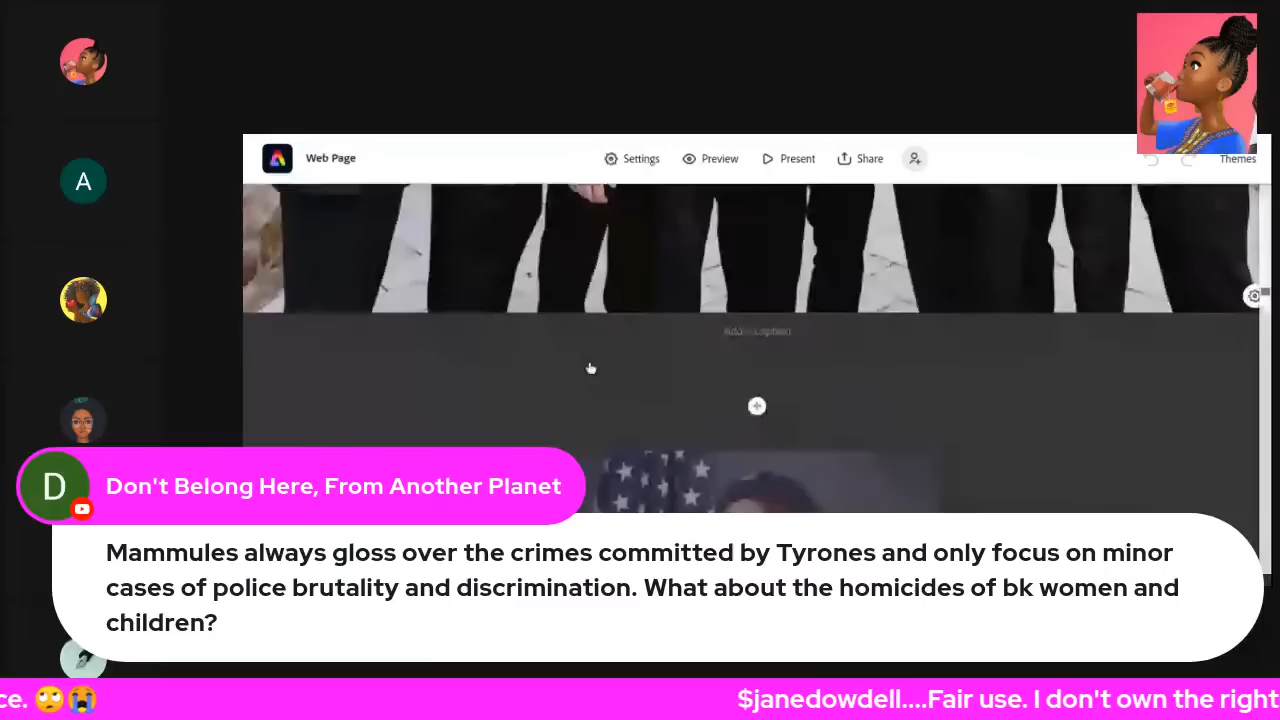 A
Web Page
Settings
Preview
Present
Share
Themes
D
Don't Belong Here, From Another Planet
Mammules always gloss over the crimes committed by Tyrones and only focus on minor
cases of police brutality and discrimination. What about the homicides of bk women and
children?
ce. 🙄😭
$janedowdell....Fair use. I don't own the right